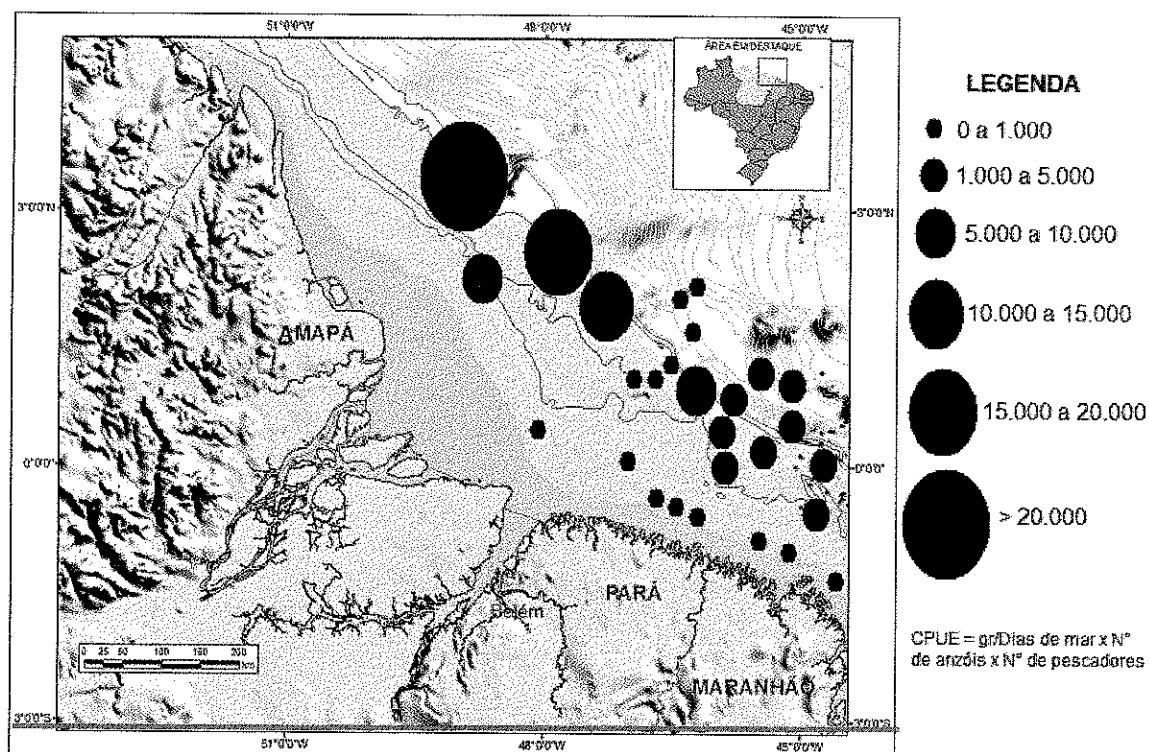 51°0'0"W 48°0'0"W 45°0'0"W
ÁREA EM DESTAQUE
3°0'0"N 3°0'0"N
AMAPÁ
0°0'0" 0°0'0"
PARÁ
Belém
MARANHÃO
0 25 50 100 150 200
Km
3°0'0"S 3°0'0"S
51°0'0"W 48°0'0"W 45°0'0"W
LEGENDA
0 a 1.000
1.000 a 5.000
5.000 a 10.000
10.000 a 15.000
15.000 a 20.000
> 20.000
CPUE = gr/Dias de mar x N°
de anzóis x N° de pescadores